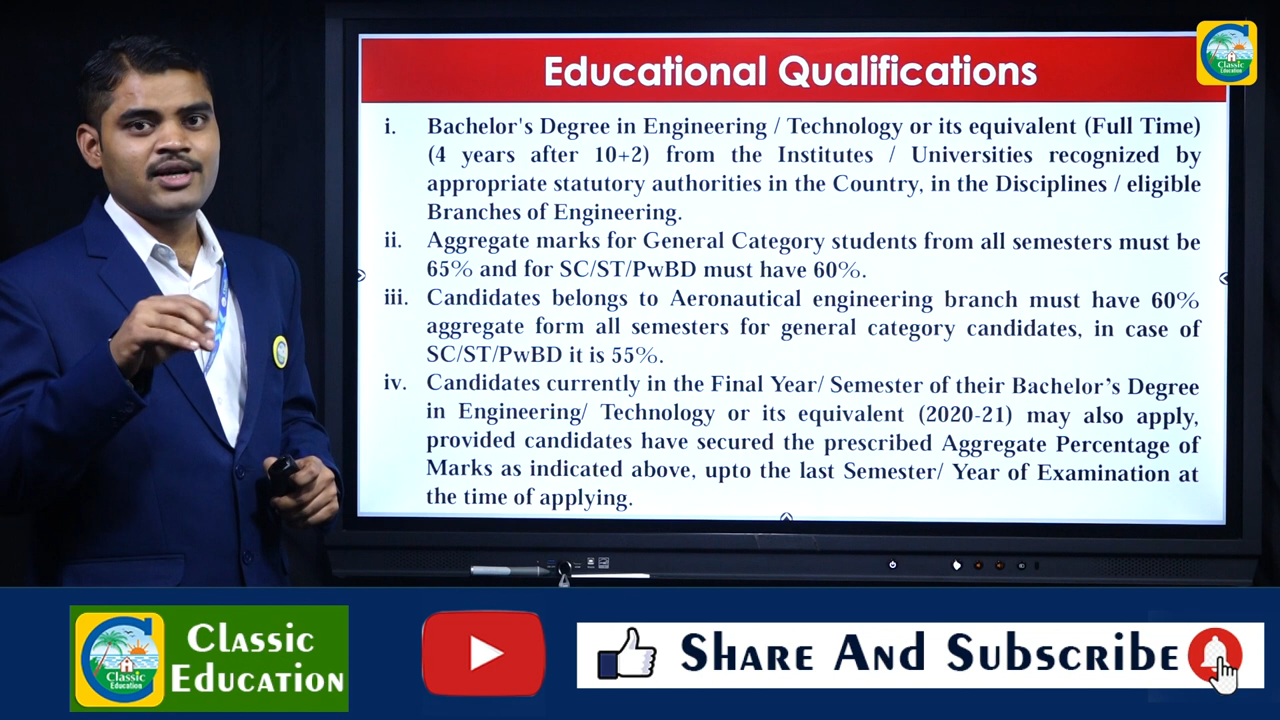 Educational Qualifications
Classic
Education
i. Bachelor's Degree in Engineering / Technology or its equivalent (Full Time)
(4 years after 10+2) from the Institutes / Universities recognized by
appropriate statutory authorities in the Country, in the Disciplines / eligible
Branches of Engineering.
ii. Aggregate marks for General Category students from all semesters must be
65% and for SC/ST/PwBD must have 60%.
iii. Candidates belongs to Aeronautical engineering branch must have 60%
aggregate form all semesters for general category candidates, in case of
SC/ST/PwBD it is 55%.
iv. Candidates currently in the Final Year/ Semester of their Bachelor’s Degree
in Engineering/ Technology or its equivalent (2020-21) may also apply,
provided candidates have secured the prescribed Aggregate Percentage of
Marks as indicated above, upto the last Semester/ Year of Examination at
the time of applying.
Classic
Education
Classic
Education
Share And Subscribe